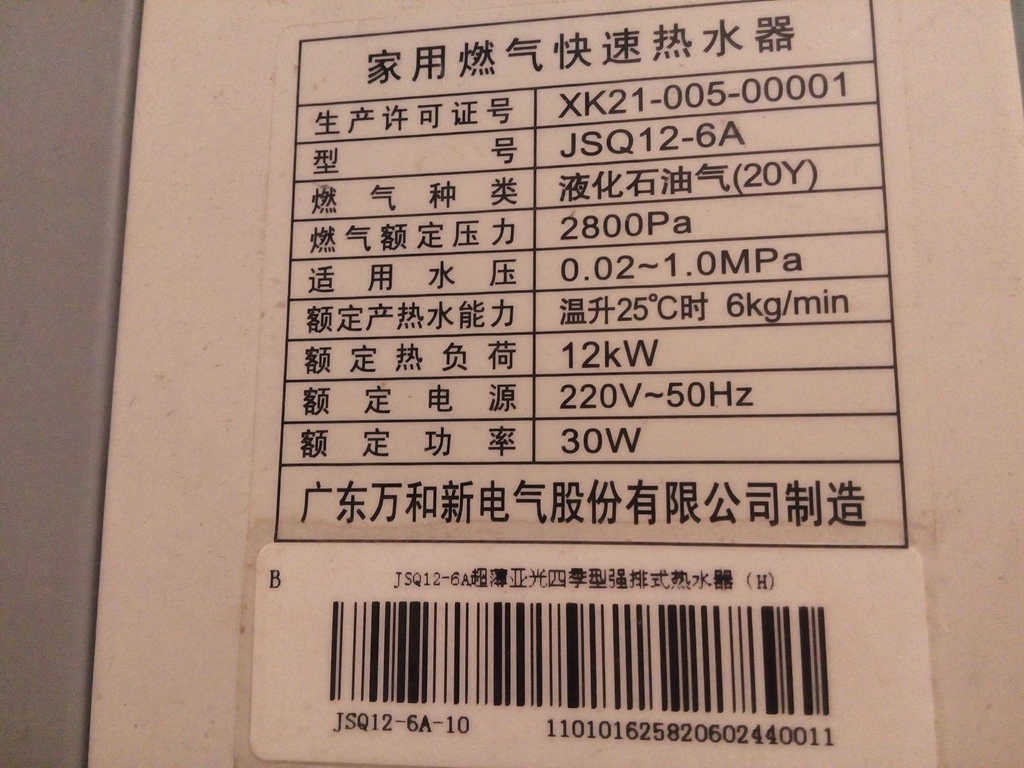 家用燃气快速热水器
生产许可证号 XK21-005-00001
型号 JSQ12-6A
燃气种类 液化石油气(20Y)
燃气额定压力 2800Pa
适用水压 0.02~1.0MPa
额定产热水能力 温升25℃时 6kg/min
额定热负荷 12kW
额定电源 220V~50Hz
额定功率 30W
广东万和新电气股份有限公司制造
B JSQ12-6A超薄亚光四季型强排式热水器（H）
JSQ12-6A-10 11010162582060244001​1